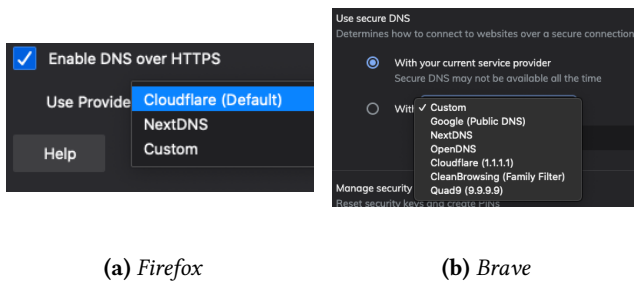 Enable DNS over HTTPS
Use Provide
Cloudflare (Default)
NextDNS
Custom
Help
(a) Firefox
Use secure DNS
Determines how to connect to websites over a secure connection
With your current service provider
Secure DNS may not be available all the time
With
Custom
Google (Public DNS)
NextDNS
OpenDNS
Cloudflare (1.1.1.1)
CleanBrowsing (Family Filter)
Quad9 (9.9.9.9)
Manage security
Reset security keys and create PINs
(b) Brave